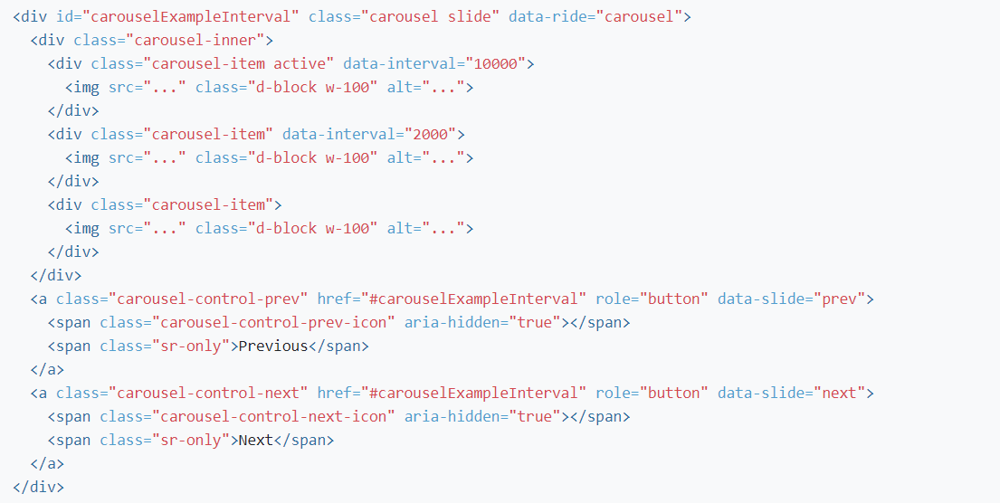 <div id="carouselExampleInterval" class="carousel slide" data-ride="carousel">
  <div class="carousel-inner">
    <div class="carousel-item active" data-interval="10000">
      <img src="..." class="d-block w-100" alt="...">
    </div>
    <div class="carousel-item" data-interval="2000">
      <img src="..." class="d-block w-100" alt="...">
    </div>
    <div class="carousel-item">
      <img src="..." class="d-block w-100" alt="...">
    </div>
  </div>
  <a class="carousel-control-prev" href="#carouselExampleInterval" role="button" data-slide="prev">
    <span class="carousel-control-prev-icon" aria-hidden="true"></span>
    <span class="sr-only">Previous</span>
  </a>
  <a class="carousel-control-next" href="#carouselExampleInterval" role="button" data-slide="next">
    <span class="carousel-control-next-icon" aria-hidden="true"></span>
    <span class="sr-only">Next</span>
  </a>
</div>